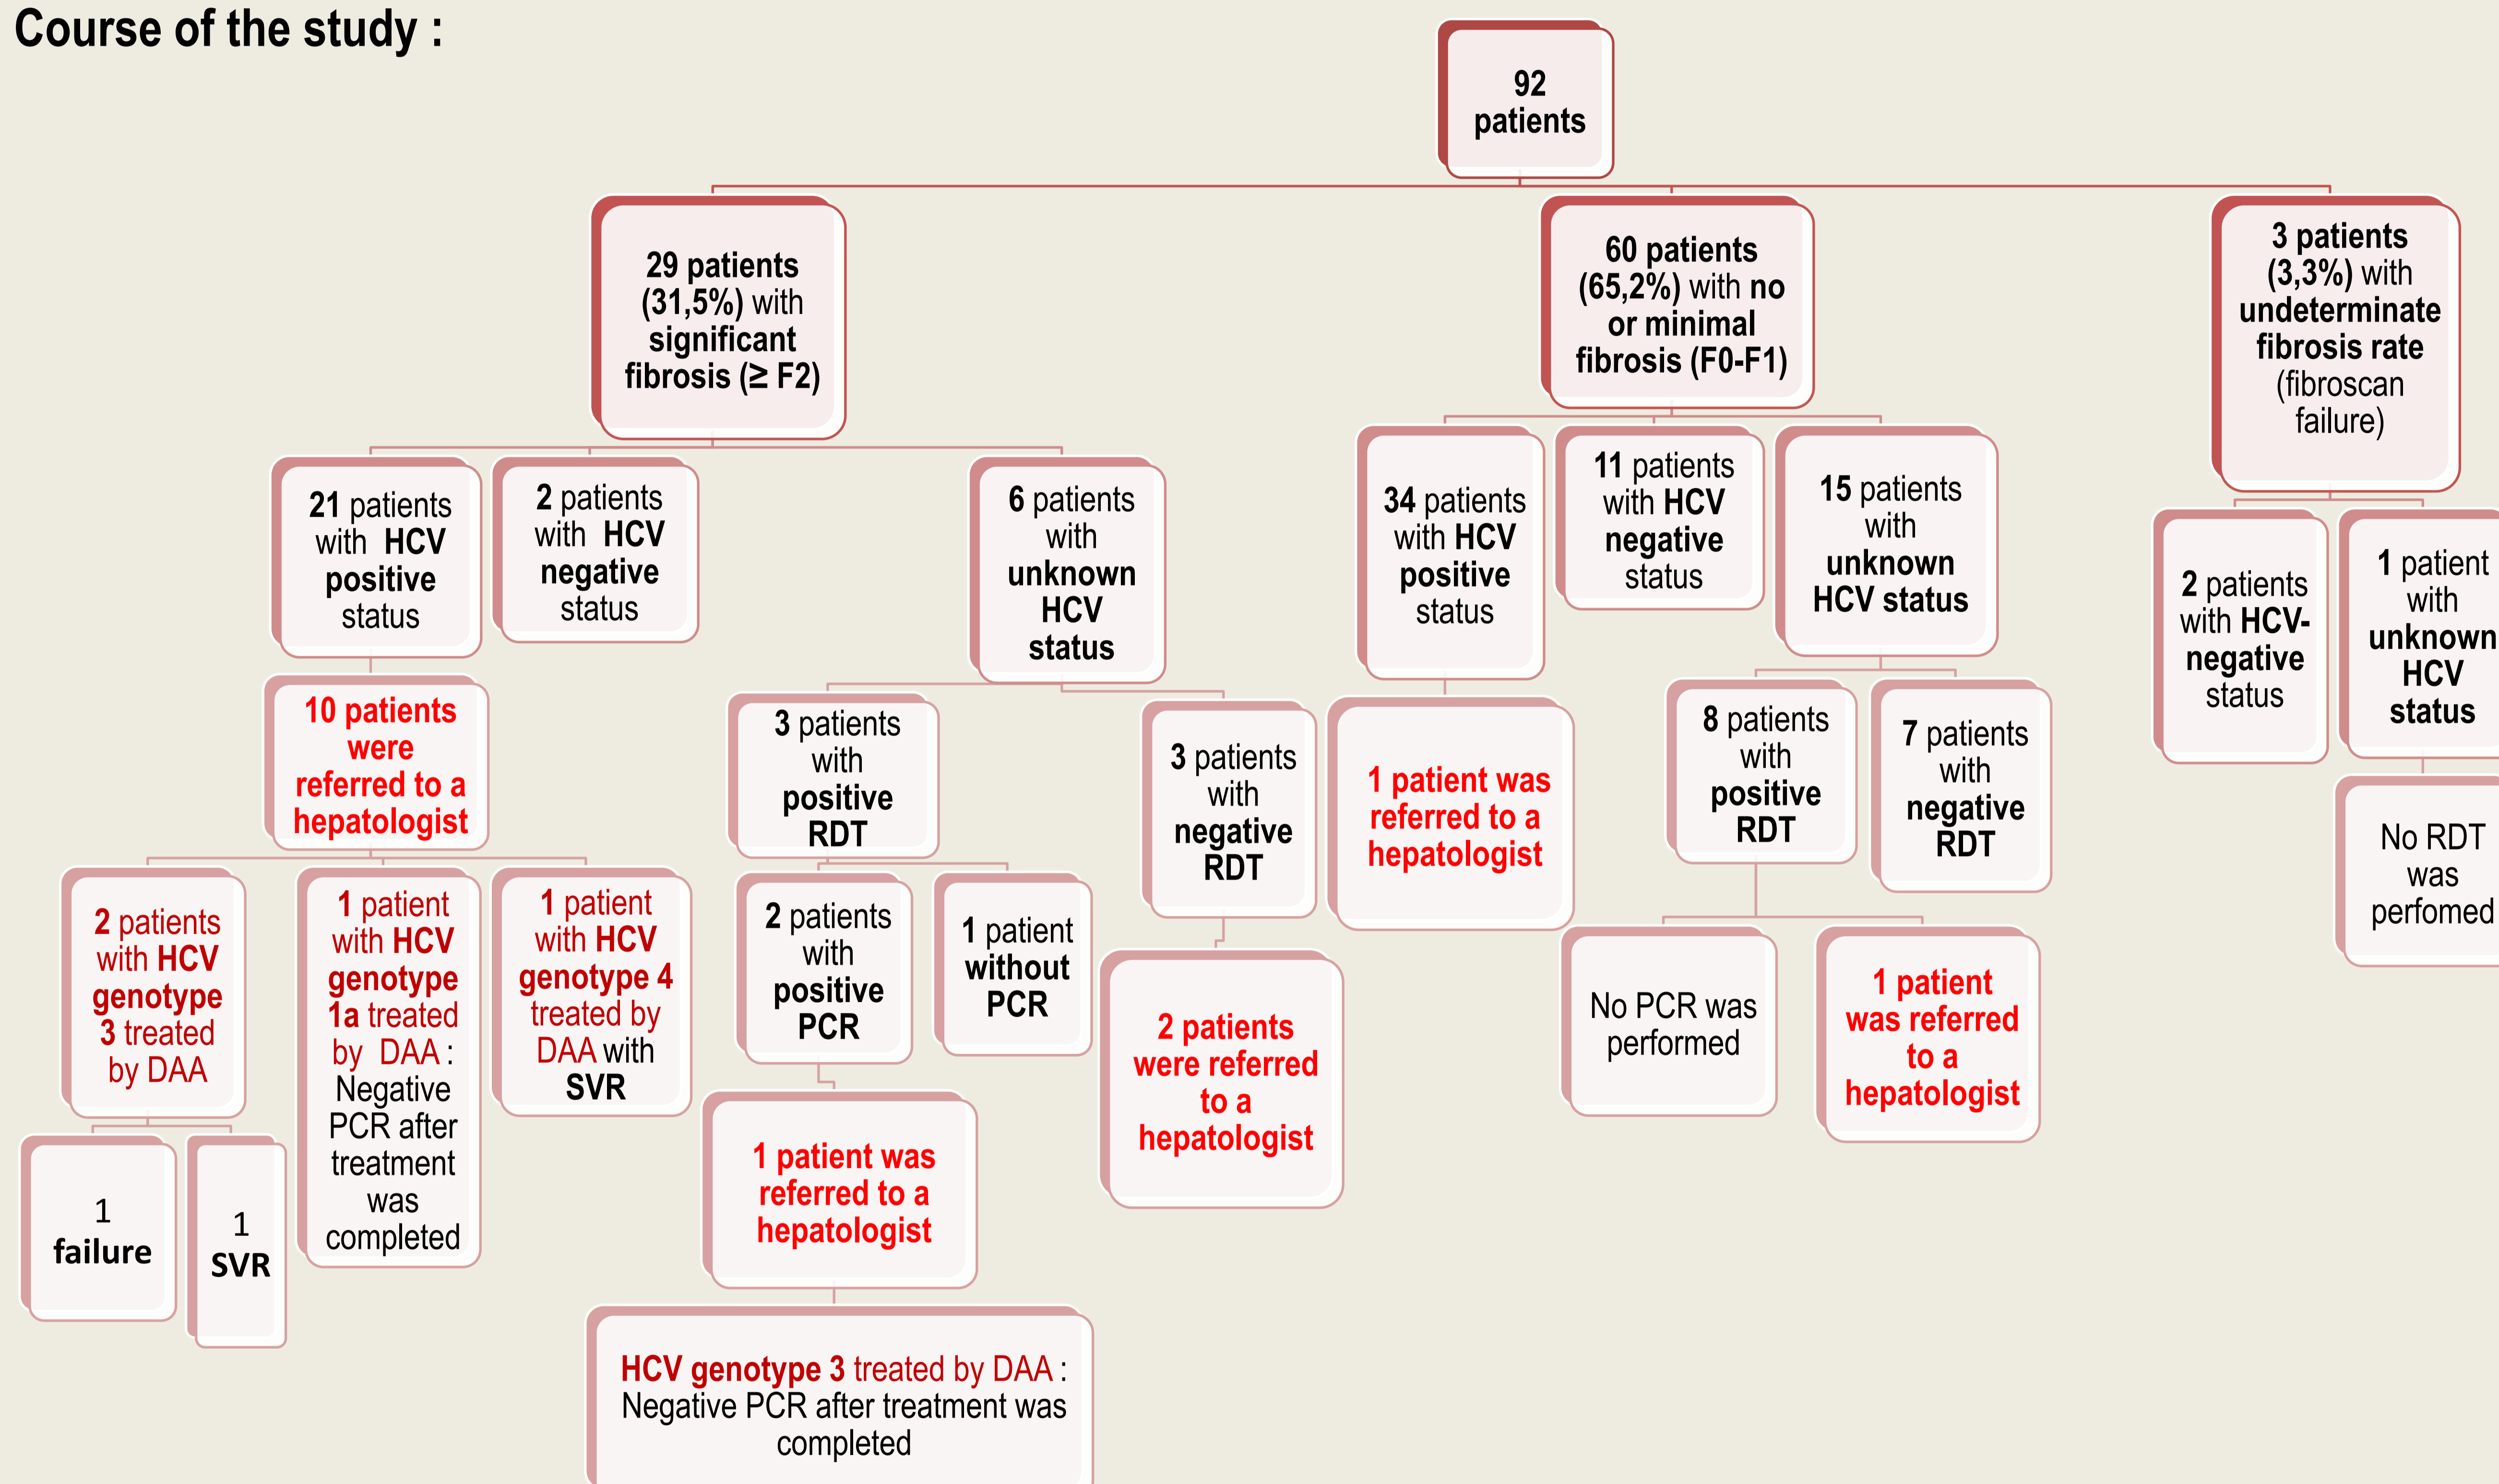 Course of the study :
92
patients
29 patients
(31,5%) with
significant
fibrosis (≥ F2)
60 patients
(65,2%) with no
or minimal
fibrosis (F0-F1)
3 patients
(3,3%) with
undeterminate
fibrosis rate
(fibroscan
failure)
21 patients
with HCV
positive
status
2 patients
with HCV
negative
status
6 patients
with
unknown
HCV
status
34 patients
with HCV
positive
status
11 patients
with HCV
negative
status
15 patients
with
unknown
HCV status
2 patients
with HCV-
negative
status
1 patient
with
unknown
HCV
status
10 patients
were
referred to a
hepatologist
3 patients
with
positive
RDT
3 patients
with
negative
RDT
1 patient was
referred to a
hepatologist
8 patients
with
positive
RDT
7 patients
with
negative
RDT
No RDT
was
perfomed
2 patients
with HCV
genotype
3 treated
by DAA
1 patient
with HCV
genotype
1a treated
by DAA :
Negative
PCR after
treatment
was
completed
1 patient
with HCV
genotype 4
treated by
DAA with
SVR
2 patients
with
positive
PCR
1 patient
without
PCR
2 patients
were referred
to a
hepatologist
No PCR was
performed
1 patient
was referred
to a
hepatologist
1
failure
1
SVR
1 patient was
referred to a
hepatologist
HCV genotype 3 treated by DAA :
Negative PCR after treatment was
completed